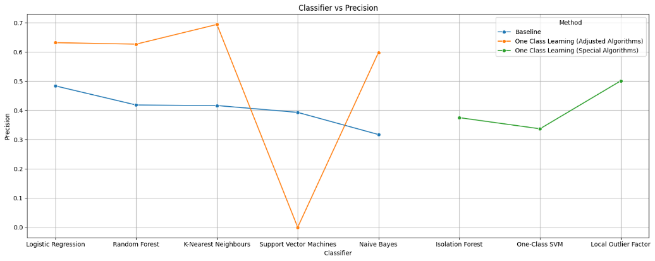 Classifier vs Precision
Method
Baseline
One Class Learning (Adjusted Algorithms)
One Class Learning (Special Algorithms)
Precision
0.7
0.6
0.5
0.4
0.3
0.2
0.1
0.0
Logistic Regression Random Forest K-Nearest Neighbours Support Vector Machines Naive Bayes Isolation Forest One-Class SVM Local Outlier Factor
Classifier